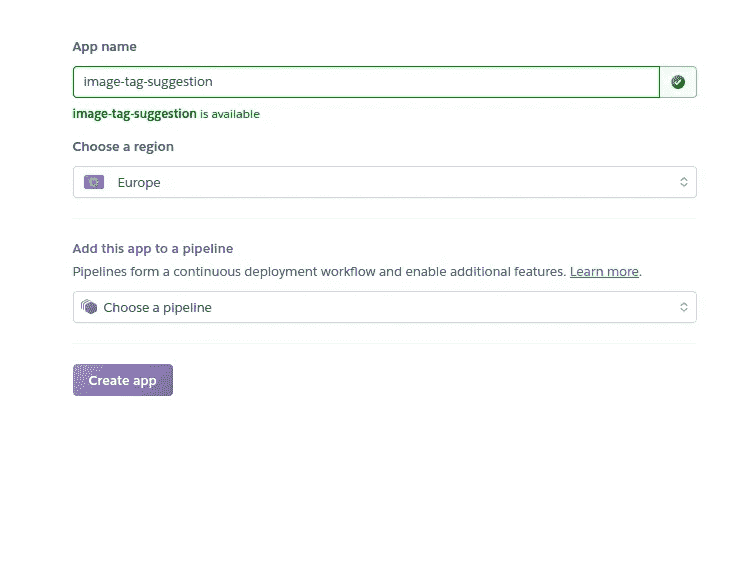 App name
image-tag-suggestion
image-tag-suggestion is available
Choose a region
Europe
Add this app to a pipeline
Pipelines form a continuous deployment workflow and enable additional features. Learn more.
Choose a pipeline
Create app